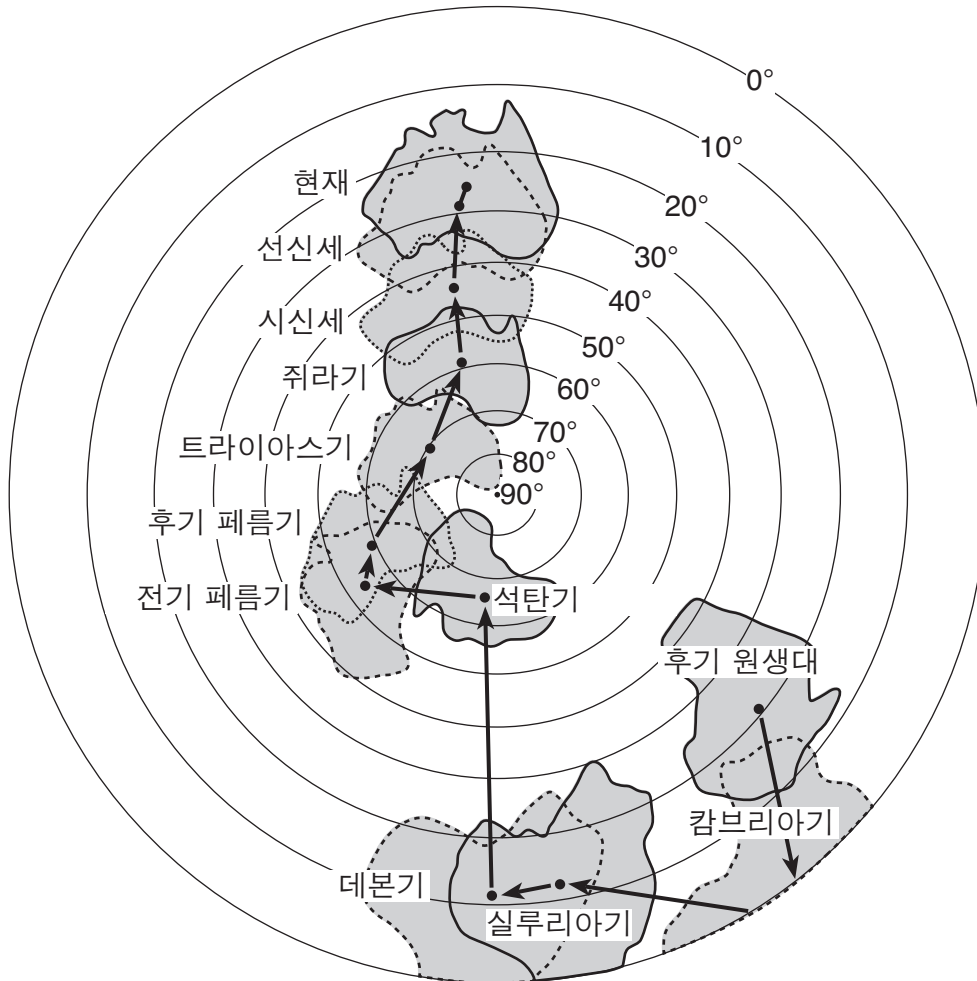 0°
10°
20°
30°
40°
50°
60°
70°
80°
90°
현재
선신세
시신세
쥐라기
트라이아스기
후기 페름기
전기 페름기
석탄기
후기 원생대
캄브리아기
데본기
실루리아기